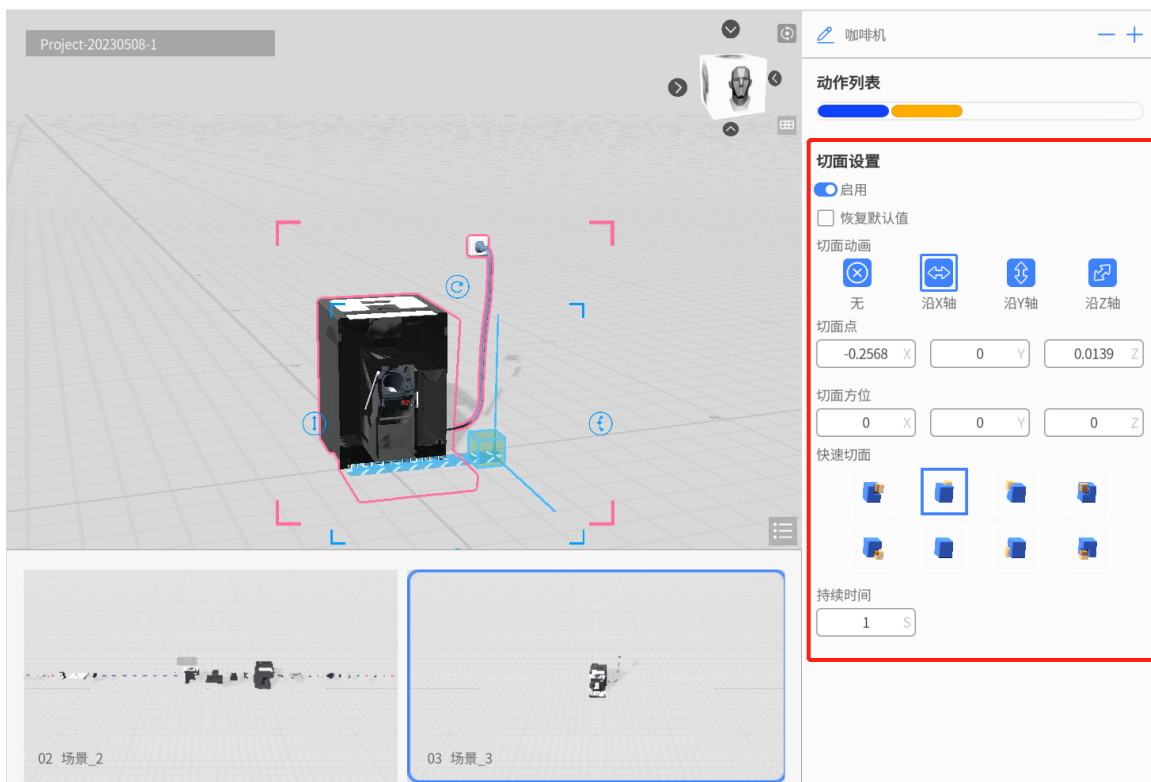 Project-20230508-1
咖啡机
动作列表
切面设置
启用
恢复默认值
切面动画
无 沿X轴 沿Y轴 沿Z轴
切面点
-0.2568 X 0 Y 0.0139 Z
切面方位
0 X 0 Y 0 Z
快速切面
持续时间
1 S
02 场景_2
03 场景_3